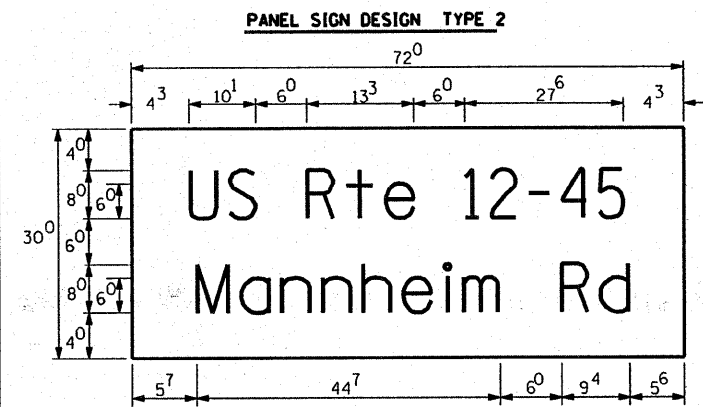 PANEL SIGN DESIGN TYPE 2
72⁰
4³ 10¹ 6⁰ 13³ 6⁰ 27⁶ 4³
4⁰
8⁰ 6⁰
US Rte 12-45
30⁰ 6⁰
8⁰ 6⁰
Mannheim Rd
4⁰
5⁷ 44⁷ 6⁰ 9⁴ 5⁶